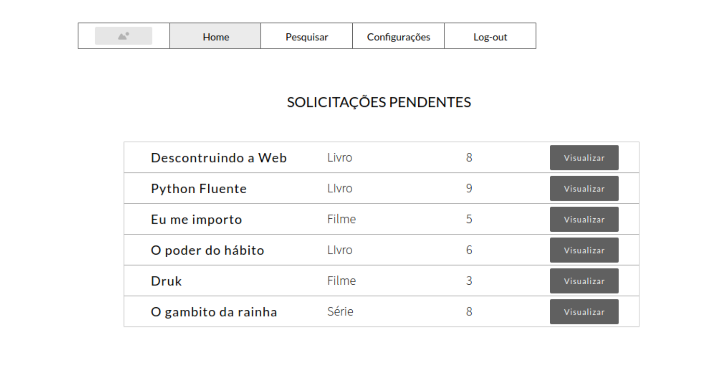 Home Pesquisar Configurações Log-out
SOLICITAÇÕES PENDENTES
Descontruindo a Web Livro 8 Visualizar
Python Fluente LIvro 9 Visualizar
Eu me importo Filme 5 Visualizar
O poder do hábito LIvro 6 Visualizar
Druk Filme 3 Visualizar
O gambito da rainha Série 8 Visualizar